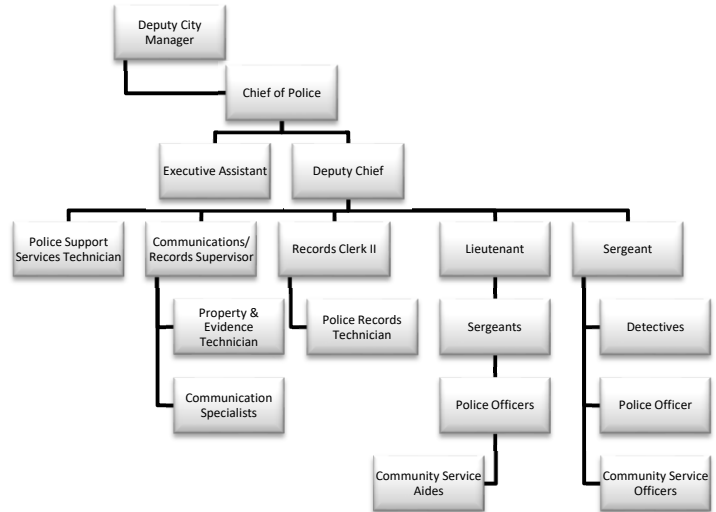 Deputy City
Manager
Chief of Police
Executive Assistant
Deputy Chief
Police Support
Services Technician
Communications/
Records Supervisor
Records Clerk II
Lieutenant
Sergeant
Property &
Evidence
Technician
Police Records
Technician
Sergeants
Detectives
Communication
Specialists
Police Officers
Police Officer
Community Service
Aides
Community Service
Officers